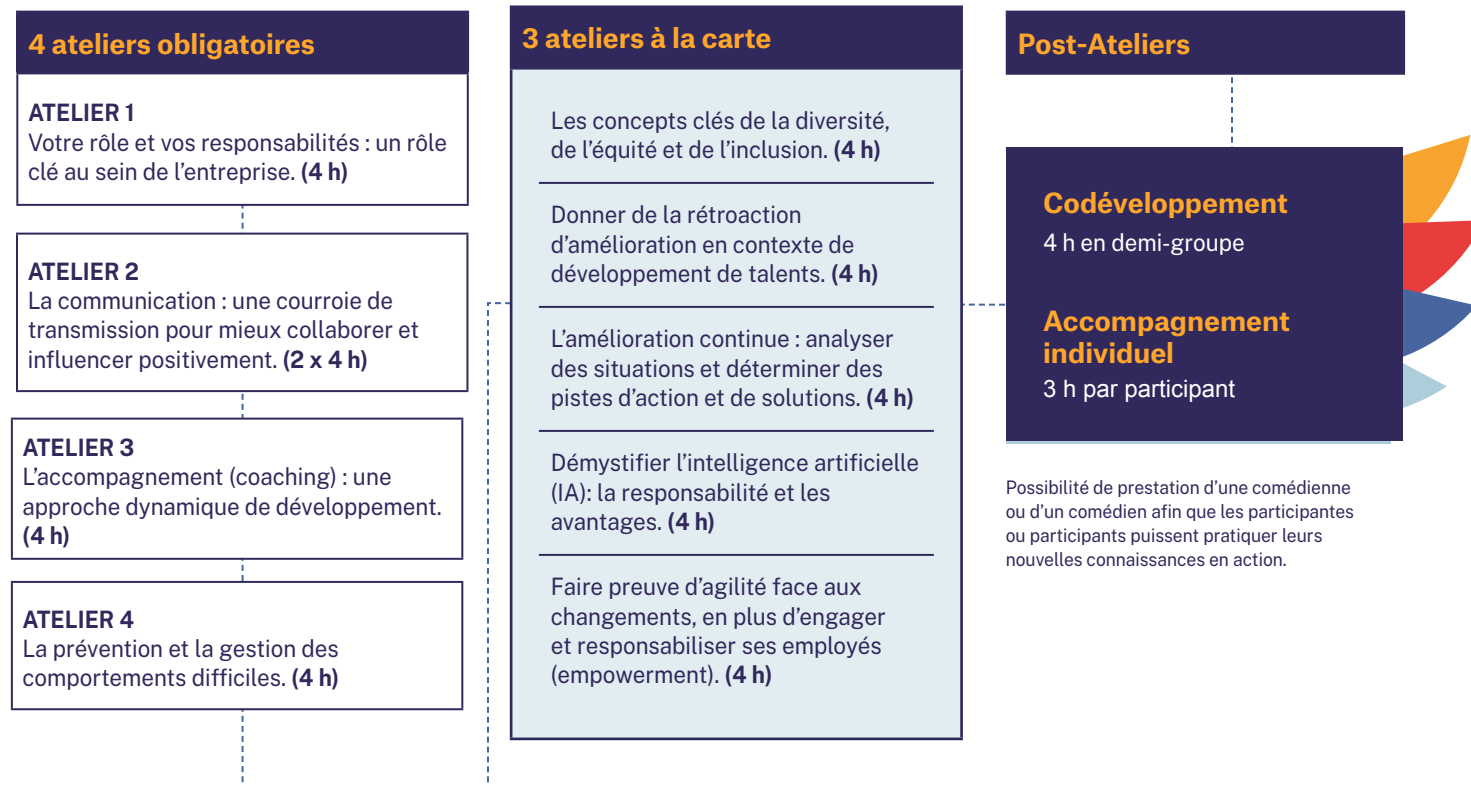 4 ateliers obligatoires
ATELIER 1
Votre rôle et vos responsabilités : un rôle
clé au sein de l’entreprise. (4 h)
ATELIER 2
La communication : une courroie de
transmission pour mieux collaborer et
influencer positivement. (2 x 4 h)
ATELIER 3
L’accompagnement (coaching) : une
approche dynamique de développement.
(4 h)
ATELIER 4
La prévention et la gestion des
comportements difficiles. (4 h)
3 ateliers à la carte
Les concepts clés de la diversité,
de l’équité et de l’inclusion. (4 h)
Donner de la rétroaction
d’amélioration en contexte de
développement de talents. (4 h)
L’amélioration continue : analyser
des situations et déterminer des
pistes d’action et de solutions. (4 h)
Démystifier l’intelligence artificielle
(IA): la responsabilité et les
avantages. (4 h)
Faire preuve d’agilité face aux
changements, en plus d’engager
et responsabiliser ses employés
(empowerment). (4 h)
Post-Ateliers
Codéveloppement
4 h en demi-groupe
Accompagnement
individuel
3 h par participant
Possibilité de prestation d’une comédienne
ou d’un comédien afin que les participantes
ou participants puissent pratiquer leurs
nouvelles connaissances en action.